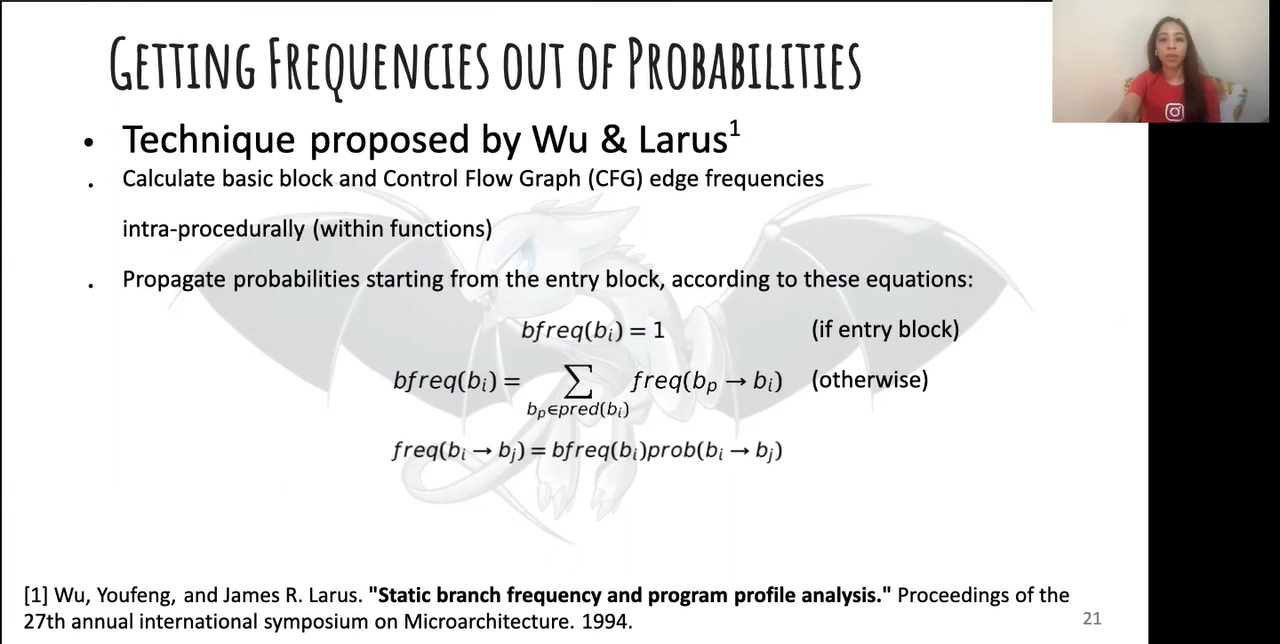 GETTING FREQUENCIES OUT OF PROBABILITIES
• Technique proposed by Wu & Larus¹
. Calculate basic block and Control Flow Graph (CFG) edge frequencies
intra-procedurally (within functions)
. Propagate probabilities starting from the entry block, according to these equations:
bfreq(bᵢ) = 1 (if entry block)
bfreq(bᵢ) = ∑ freq(bₚ → bᵢ) (otherwise)
bₚ∈pred(bᵢ)
freq(bᵢ → bⱼ) = bfreq(bᵢ)prob(bᵢ → bⱼ)
[1] Wu, Youfeng, and James R. Larus. "Static branch frequency and program profile analysis." Proceedings of the
27th annual international symposium on Microarchitecture. 1994.
21